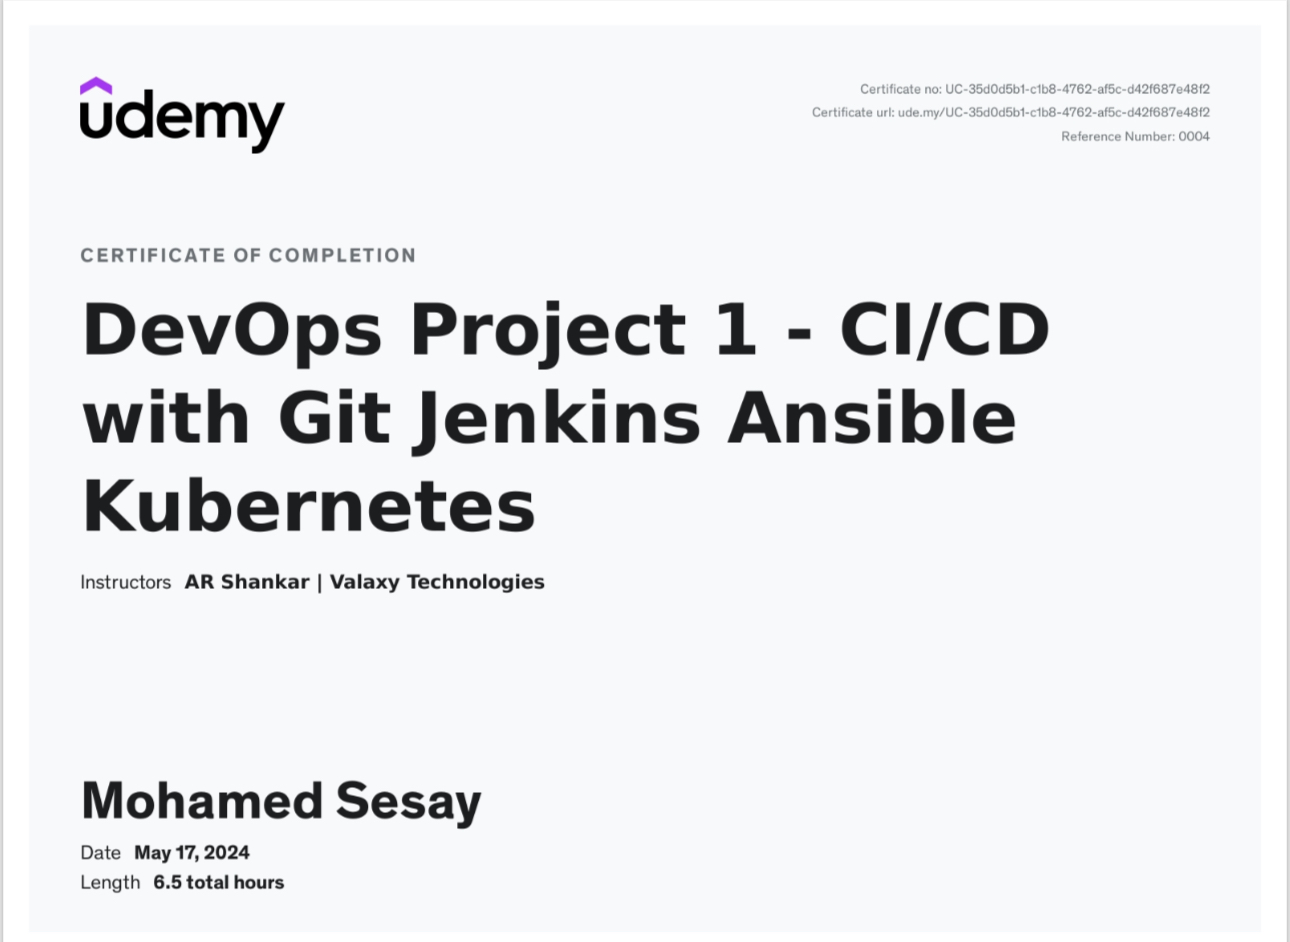 udemy
Certificate no: UC-35d0d5b1-c1b8-4762-af5c-d42f687e48f2
Certificate url: ude.my/UC-35d0d5b1-c1b8-4762-af5c-d42f687e48f2
Reference Number: 0004
CERTIFICATE OF COMPLETION
DevOps Project 1 - CI/CD
with Git Jenkins Ansible
Kubernetes
Instructors AR Shankar | Valaxy Technologies
Mohamed Sesay
Date May 17, 2024
Length 6.5 total hours